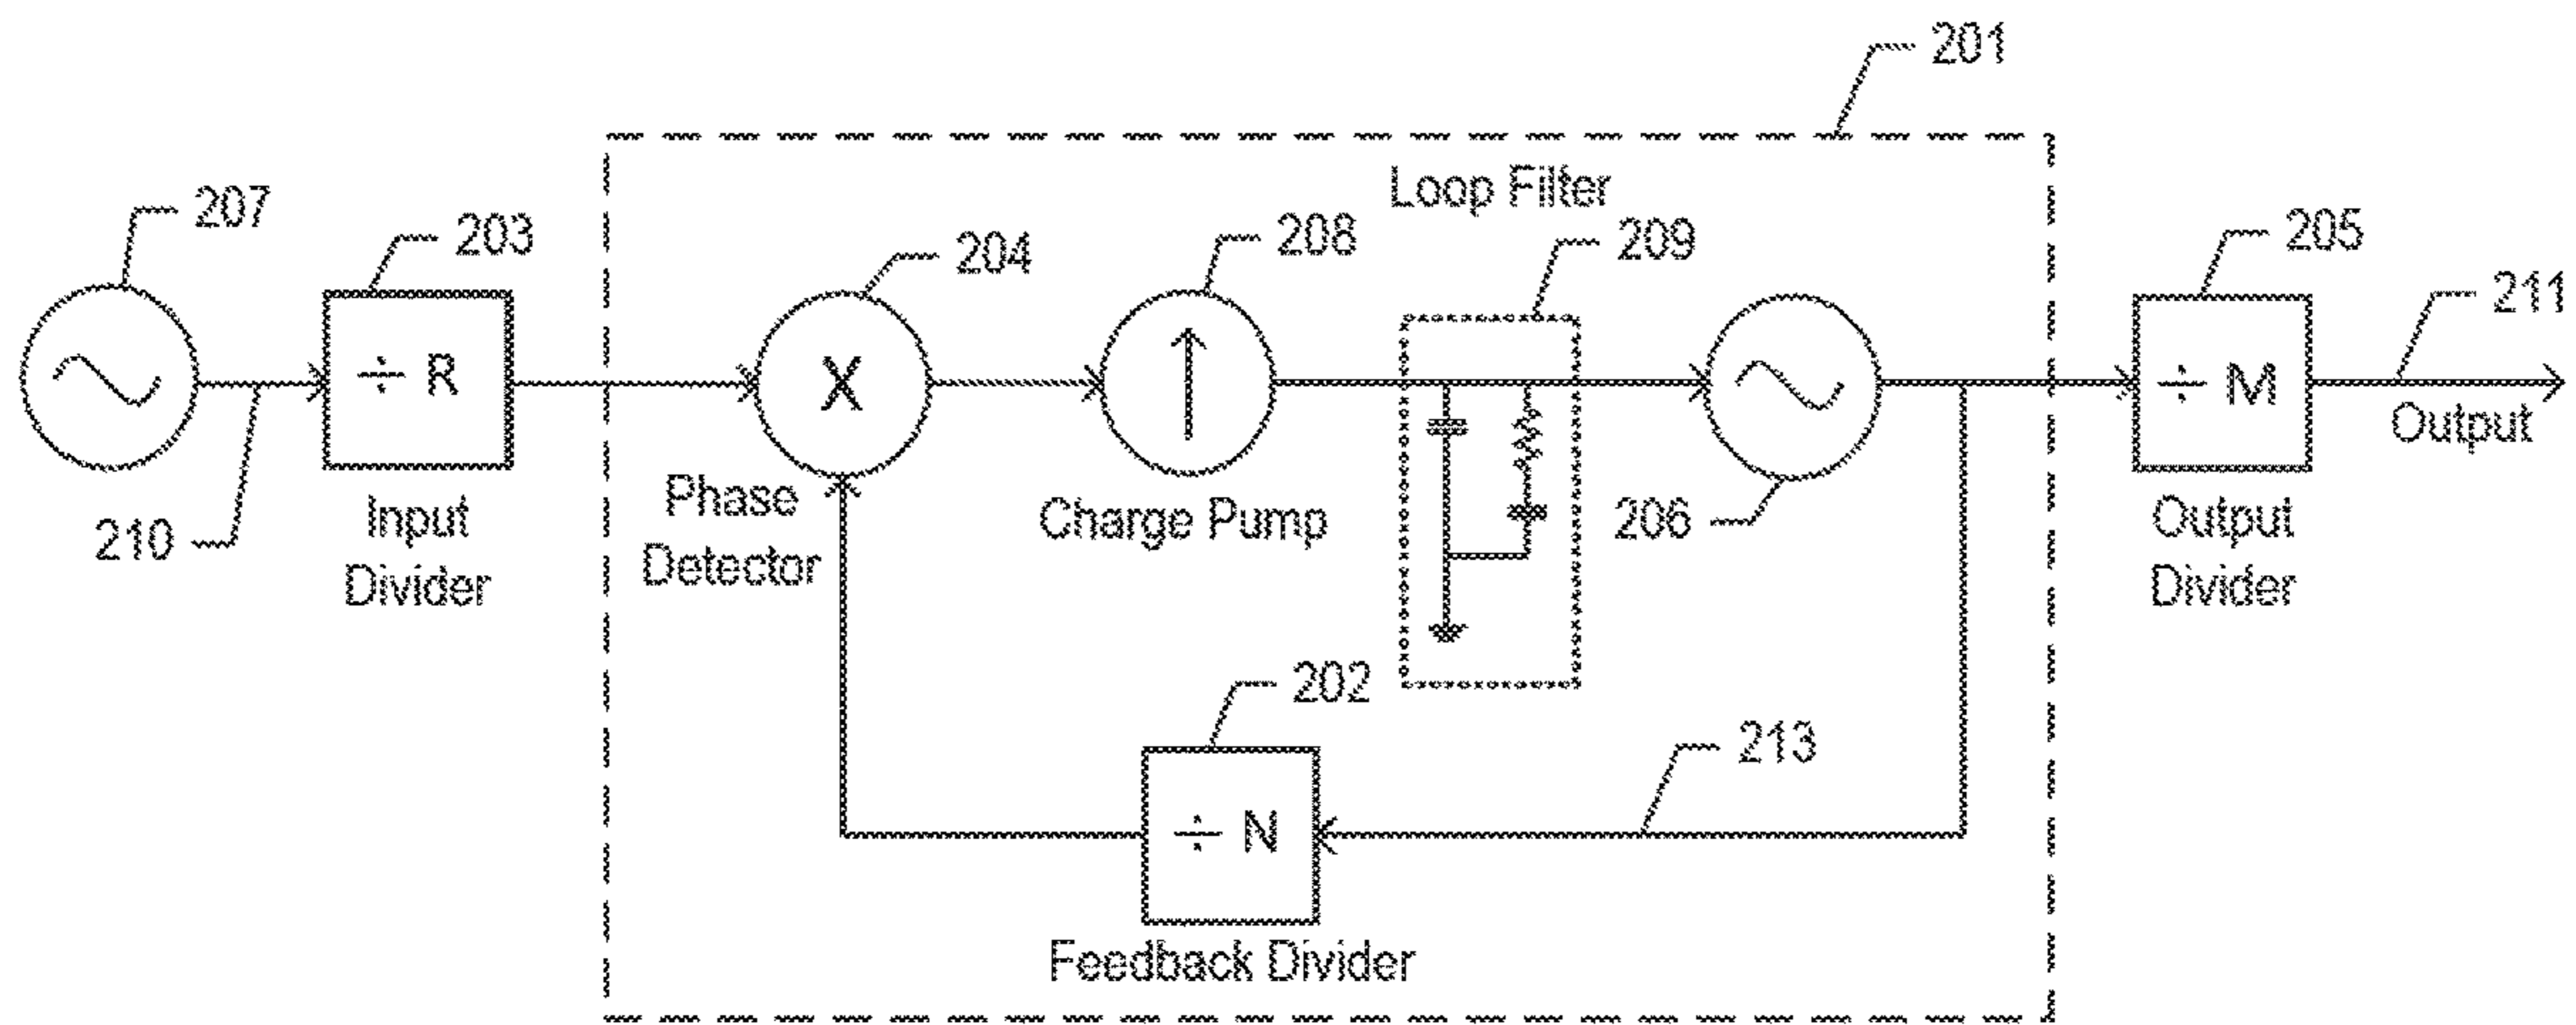 201
Loop Filter
207
203
204
208
209
205
211
÷ R
X
÷ M
Output
210
Input
Divider
Phase
Detector
Charge Pump
206
Output
Divider
202
213
÷ N
Feedback Divider